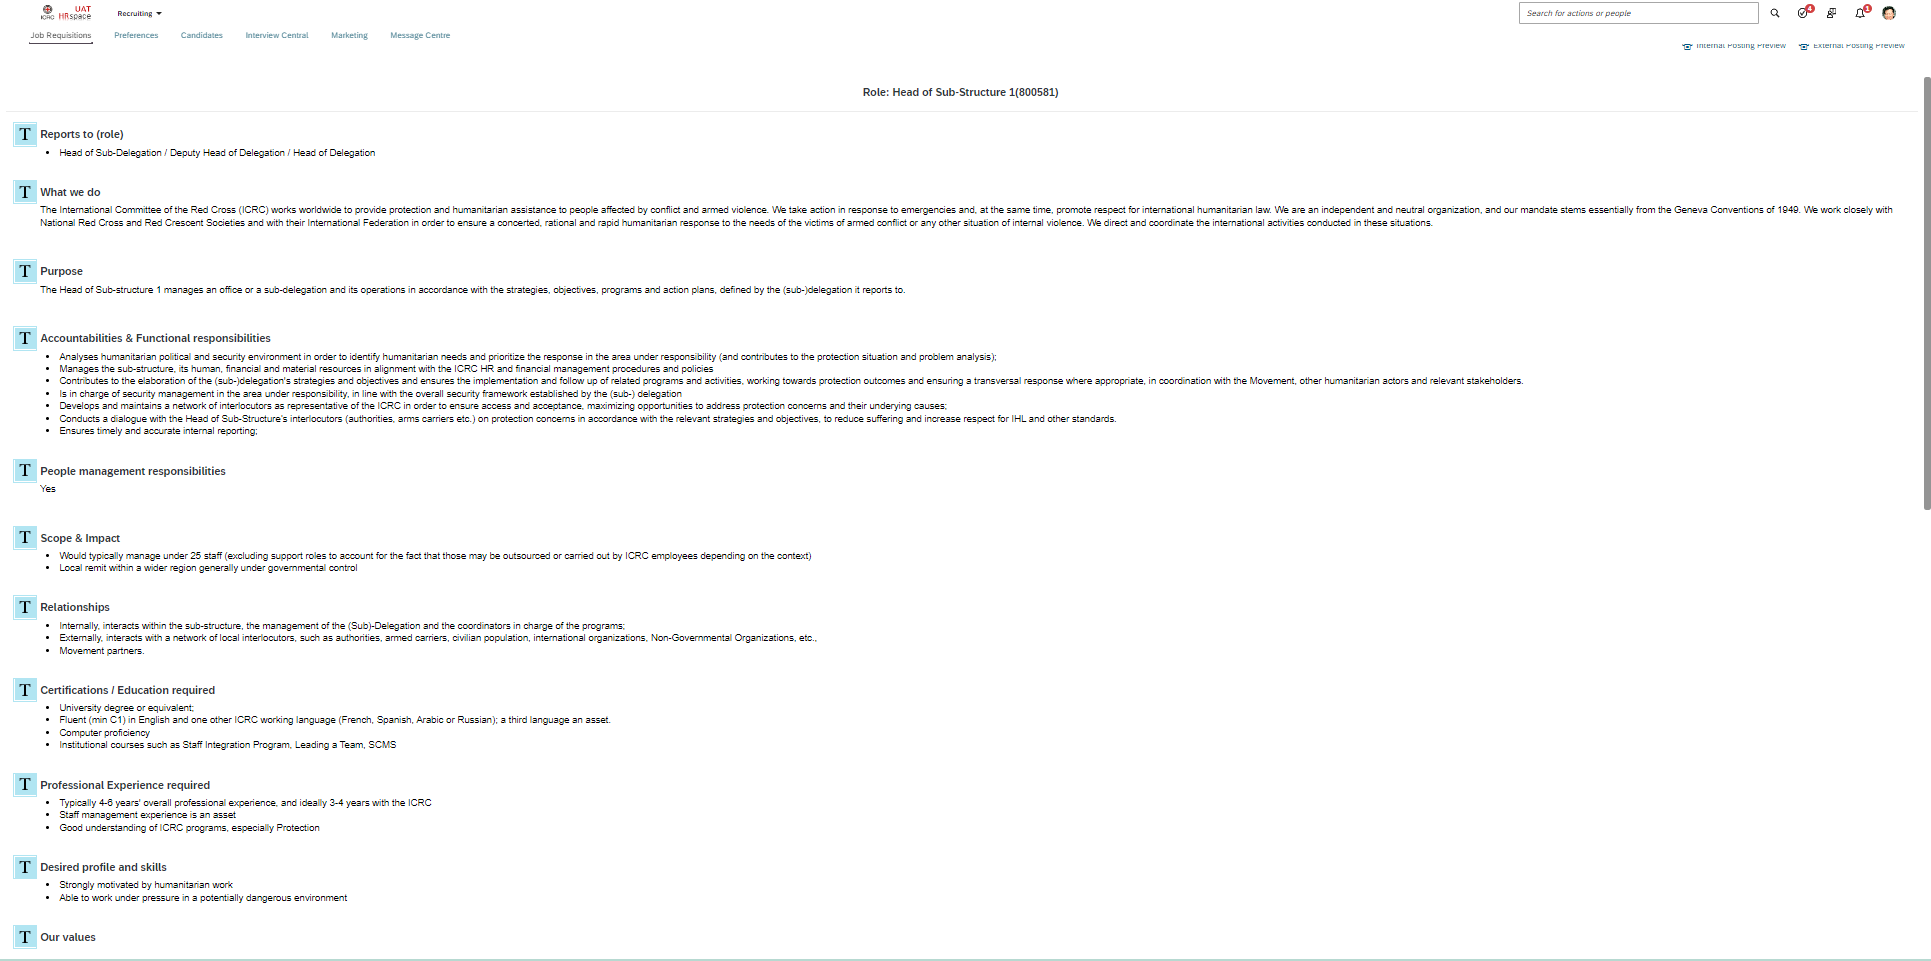 ICRC
UAT
HRspace
Recruiting
Search for actions or people
4
1
Job Requisitions
Preferences
Candidates
Interview Central
Marketing
Message Centre
Internal Posting Preview
External Posting Preview
Role: Head of Sub-Structure 1(800581)
T Reports to (role)
• Head of Sub-Delegation / Deputy Head of Delegation / Head of Delegation
T What we do
The International Committee of the Red Cross (ICRC) works worldwide to provide protection and humanitarian assistance to people affected by conflict and armed violence. We take action in response to emergencies and, at the same time, promote respect for international humanitarian law. We are an independent and neutral organization, and our mandate stems essentially from the Geneva Conventions of 1949. We work closely with
National Red Cross and Red Crescent Societies and with their International Federation in order to ensure a concerted, rational and rapid humanitarian response to the needs of the victims of armed conflict or any other situation of internal violence. We direct and coordinate the international activities conducted in these situations.
T Purpose
The Head of Sub-structure 1 manages an office or a sub-delegation and its operations in accordance with the strategies, objectives, programs and action plans, defined by the (sub-)delegation it reports to.
T Accountabilities & Functional responsibilities
• Analyses humanitarian political and security environment in order to identify humanitarian needs and prioritize the response in the area under responsibility (and contributes to the protection situation and problem analysis);
• Manages the sub-structure, its human, financial and material resources in alignment with the ICRC HR and financial management procedures and policies
• Contributes to the elaboration of the (sub-)delegation's strategies and objectives and ensures the implementation and follow up of related programs and activities, working towards protection outcomes and ensuring a transversal response where appropriate, in coordination with the Movement, other humanitarian actors and relevant stakeholders.
• Is in charge of security management in the area under responsibility, in line with the overall security framework established by the (sub-) delegation
• Develops and maintains a network of interlocutors as representative of the ICRC in order to ensure access and acceptance, maximizing opportunities to address protection concerns and their underlying causes;
• Conducts a dialogue with the Head of Sub-Structure's interlocutors (authorities, arms carriers etc.) on protection concerns in accordance with the relevant strategies and objectives, to reduce suffering and increase respect for IHL and other standards.
• Ensures timely and accurate internal reporting;
T People management responsibilities
Yes
T Scope & Impact
• Would typically manage under 25 staff (excluding support roles to account for the fact that those may be outsourced or carried out by ICRC employees depending on the context)
• Local remit within a wider region generally under governmental control
T Relationships
• Internally, interacts within the sub-structure, the management of the (Sub)-Delegation and the coordinators in charge of the programs;
• Externally, interacts with a network of local interlocutors, such as authorities, armed carriers, civilian population, international organizations, Non-Governmental Organizations, etc.,
• Movement partners.
T Certifications / Education required
• University degree or equivalent;
• Fluent (min C1) in English and one other ICRC working language (French, Spanish, Arabic or Russian); a third language an asset.
• Computer proficiency
• Institutional courses such as Staff Integration Program, Leading a Team, SCMS
T Professional Experience required
• Typically 4-6 years' overall professional experience, and ideally 3-4 years with the ICRC
• Staff management experience is an asset
• Good understanding of ICRC programs, especially Protection
T Desired profile and skills
• Strongly motivated by humanitarian work
• Able to work under pressure in a potentially dangerous environment
T Our values